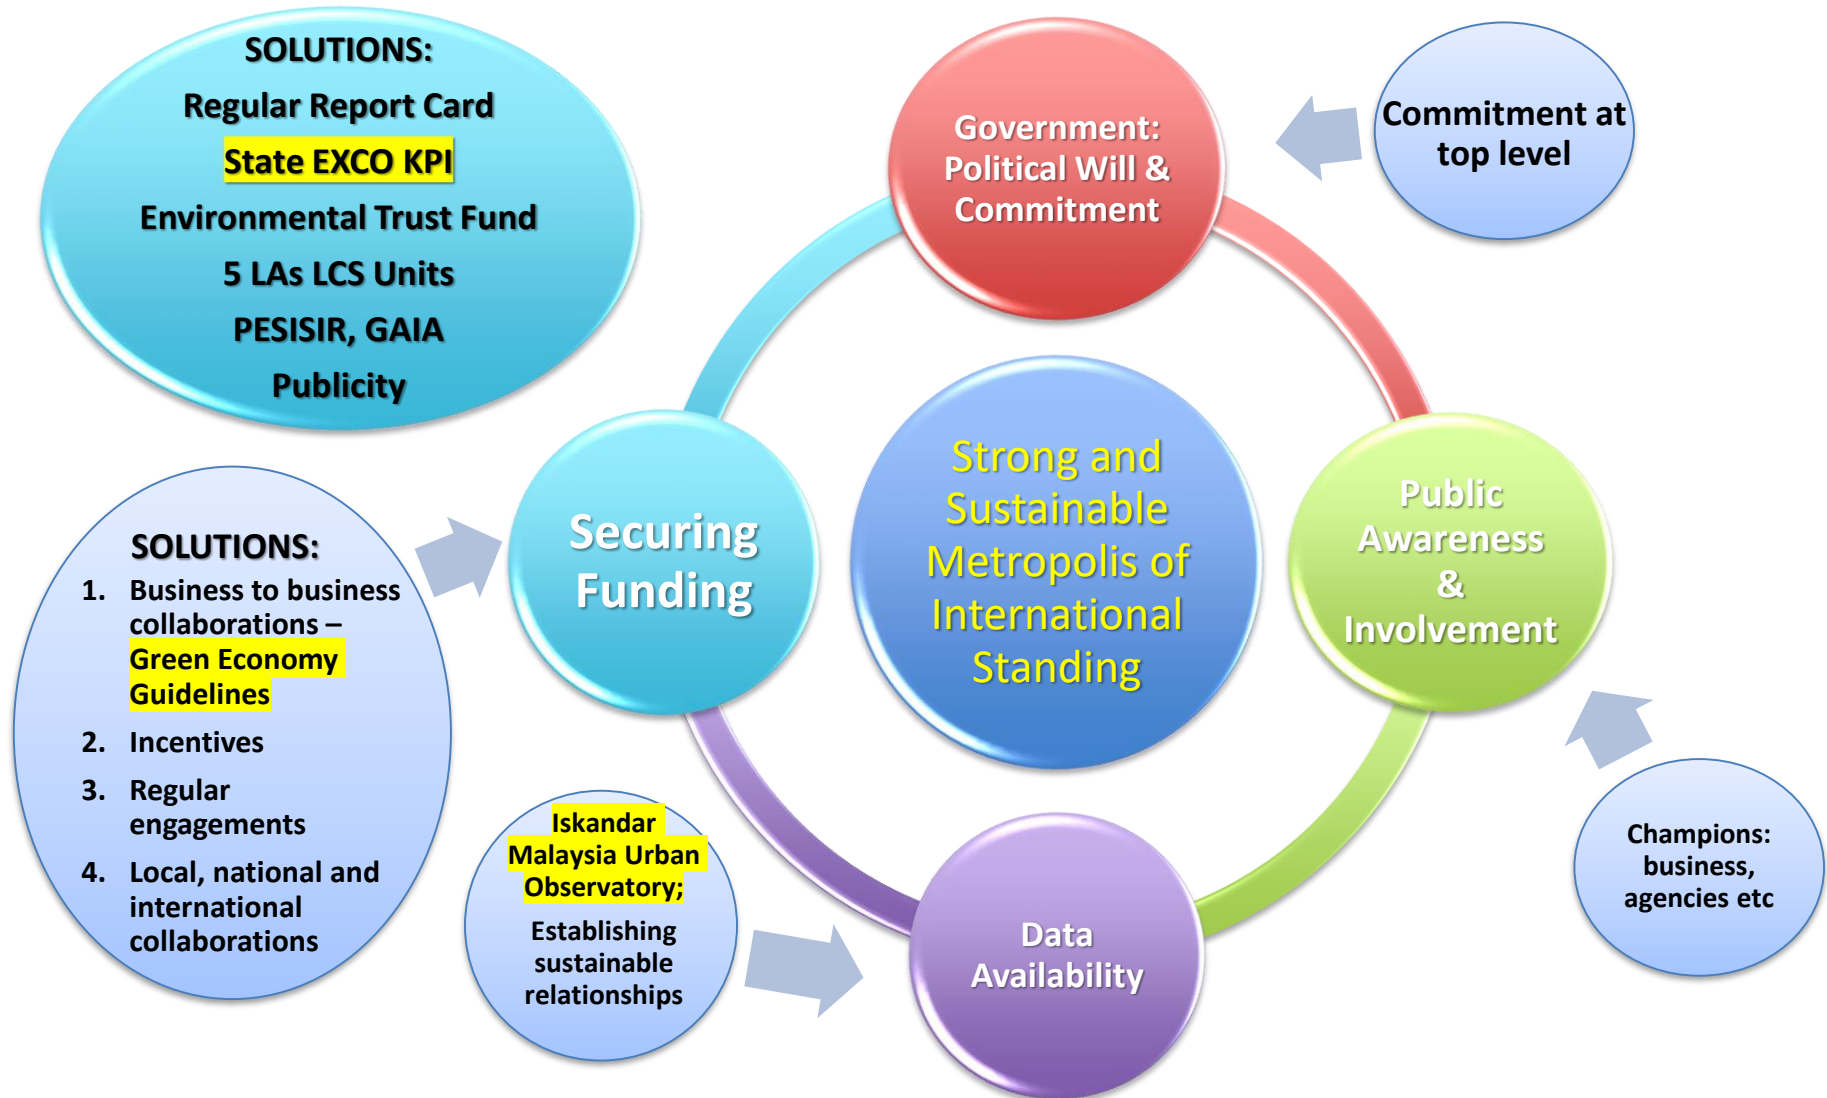 SOLUTIONS:
Regular Report Card
State EXCO KPI
Environmental Trust Fund
5 LAs LCS Units
PESISIR, GAIA
Publicity
Government:
Political Will &
Commitment
Commitment at
top level
SOLUTIONS:
1. Business to business
collaborations –
Green Economy
Guidelines
2. Incentives
3. Regular
engagements
4. Local, national and
international
collaborations
Securing
Funding
Strong and
Sustainable
Metropolis of
International
Standing
Public
Awareness
&
Involvement
Iskandar
Malaysia Urban
Observatory;
Establishing
sustainable
relationships
Data
Availability
Champions:
business,
agencies etc